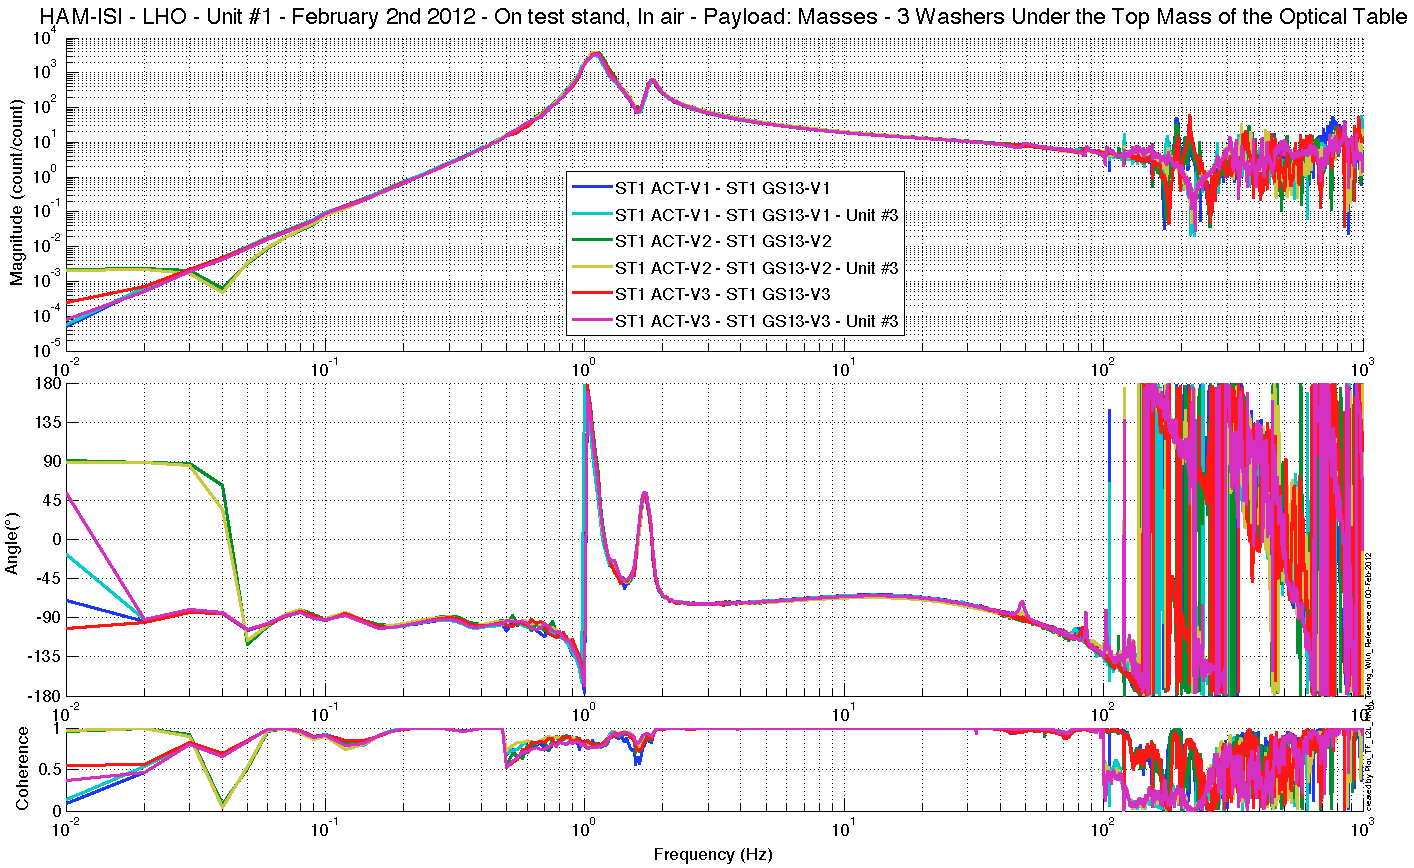 HAM-ISI - LHO - Unit #1 - February 2nd 2012 - On test stand, In air - Payload: Masses - 3 Washers Under the Top Mass of the Optical Table
Magnitude (count/count)
10^4
10^3
10^2
10^1
10^0
10^-1
10^-2
10^-3
10^-4
10^-5
ST1 ACT-V1 - ST1 GS13-V1
ST1 ACT-V1 - ST1 GS13-V1 - Unit #3
ST1 ACT-V2 - ST1 GS13-V2
ST1 ACT-V2 - ST1 GS13-V2 - Unit #3
ST1 ACT-V3 - ST1 GS13-V3
ST1 ACT-V3 - ST1 GS13-V3 - Unit #3
10^-2 10^-1 10^0 10^1 10^2 10^3
Angle(°)
180
135
90
45
0
-45
-90
-135
-180
10^-2 10^-1 10^0 10^1 10^2
Coherence
1
0.5
0
10^-2 10^-1 10^0 10^1 10^2 10^3
Frequency (Hz)